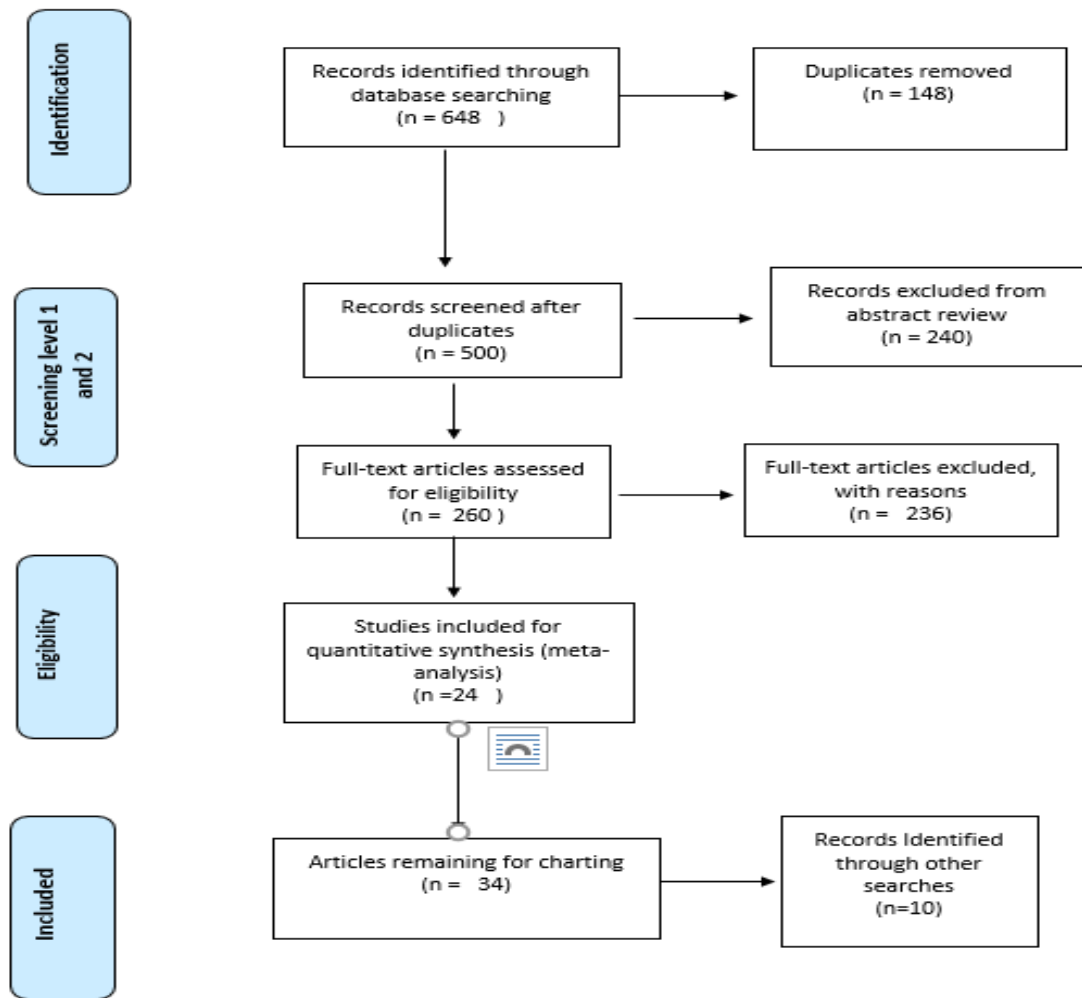 Identification
Records identified through
database searching
(n = 648 )
Duplicates removed
(n = 148)
Screening level 1
and 2
Records screened after
duplicates
(n = 500)
Records excluded from
abstract review
(n = 240)
Full-text articles assessed
for eligibility
(n = 260 )
Full-text articles excluded,
with reasons
(n = 236)
Eligibility
Studies included for
quantitative synthesis (meta-
analysis)
(n =24 )
Included
Articles remaining for charting
(n = 34)
Records Identified
through other
searches
(n=10)